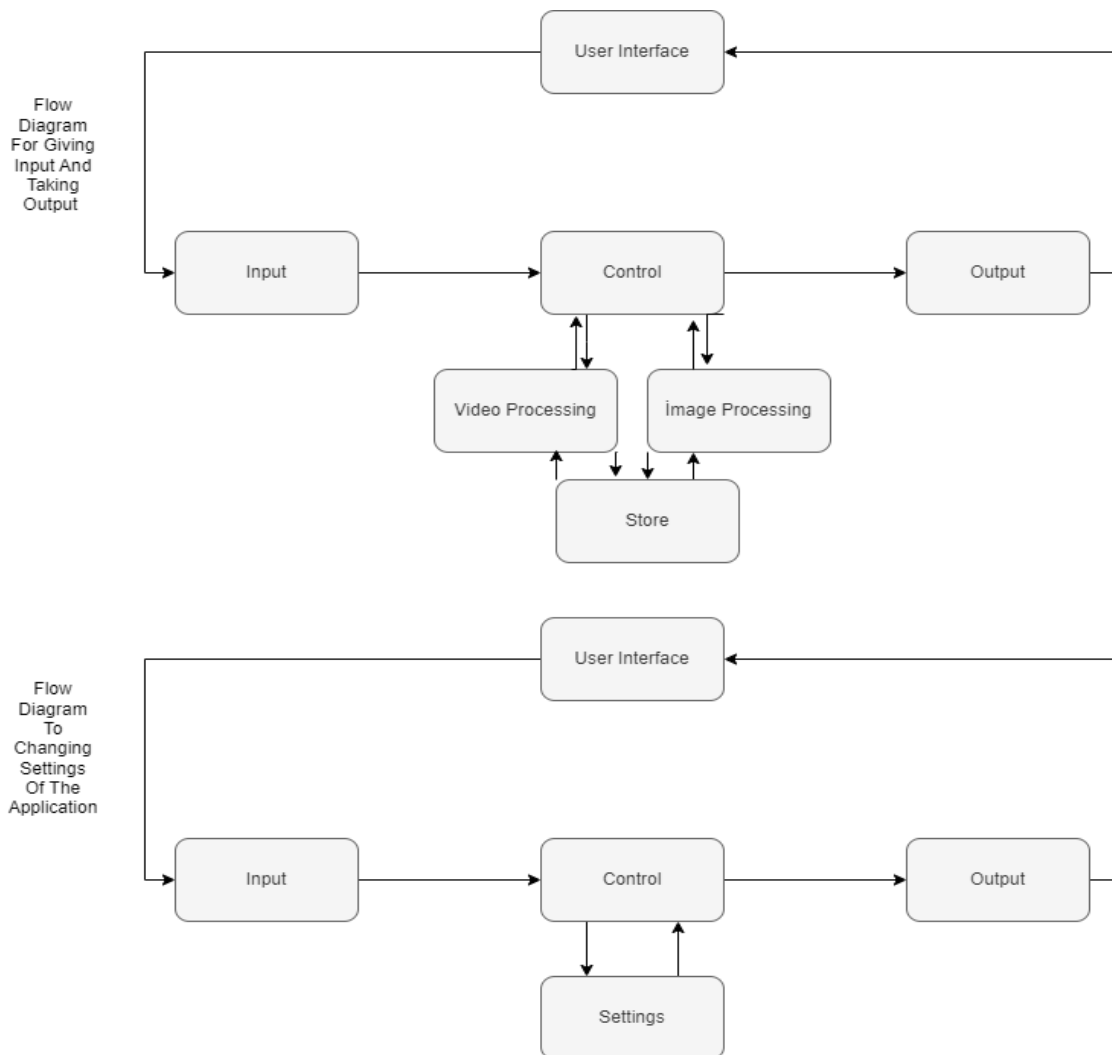 User Interface
Flow
Diagram
For Giving
Input And
Taking
Output
Input
Control
Output
Video Processing
İmage Processing
Store
User Interface
Flow
Diagram
To
Changing
Settings
Of The
Application
Input
Control
Output
Settings